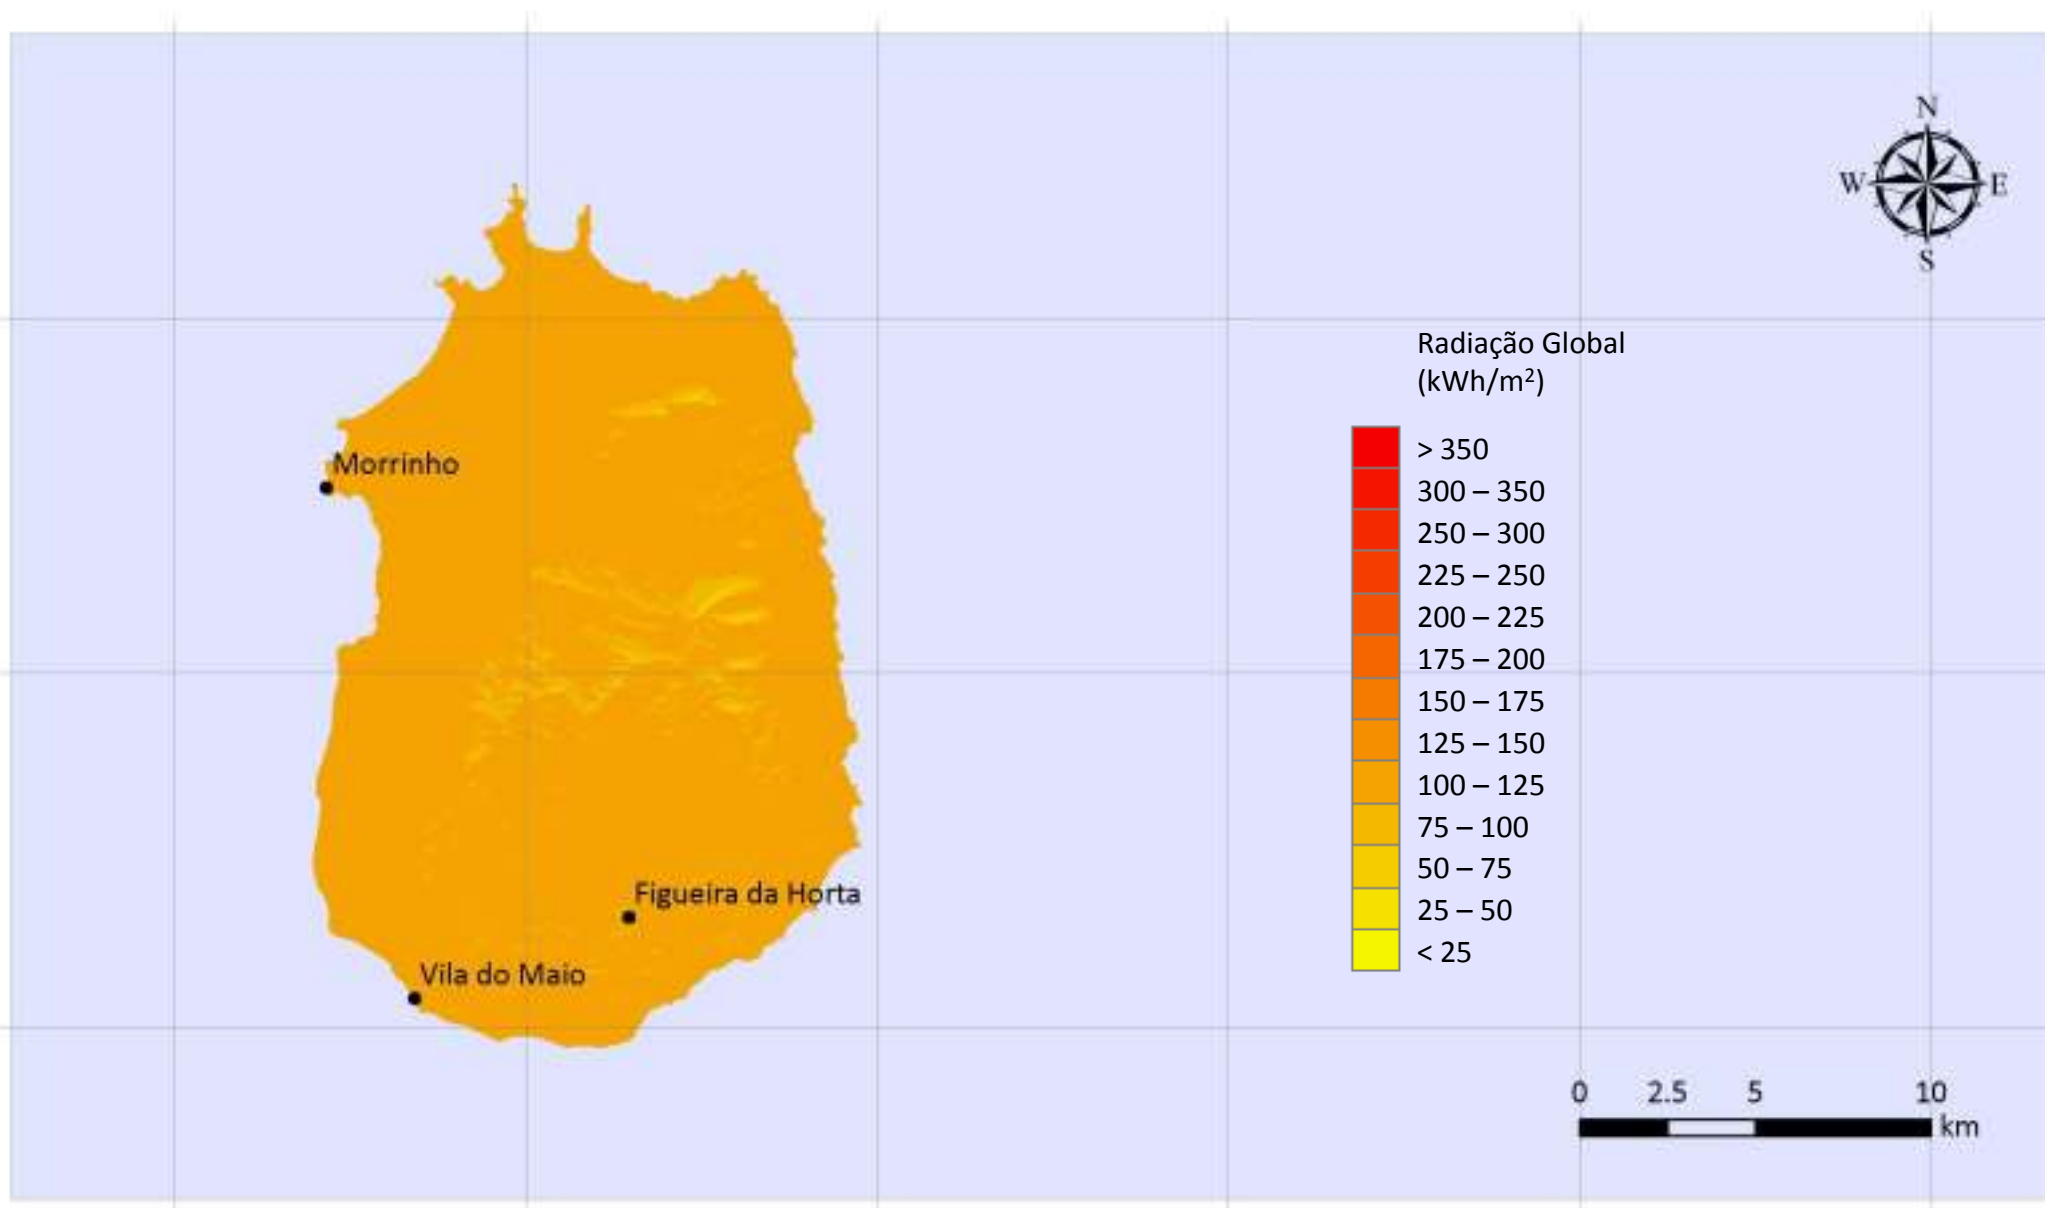 N
W E
S
Radiação Global
(kWh/m²)
> 350
300 – 350
250 – 300
225 – 250
200 – 225
175 – 200
150 – 175
125 – 150
100 – 125
75 – 100
50 – 75
25 – 50
< 25
Morrinho
Figueira da Horta
Vila do Maio
0 2.5 5 10
km